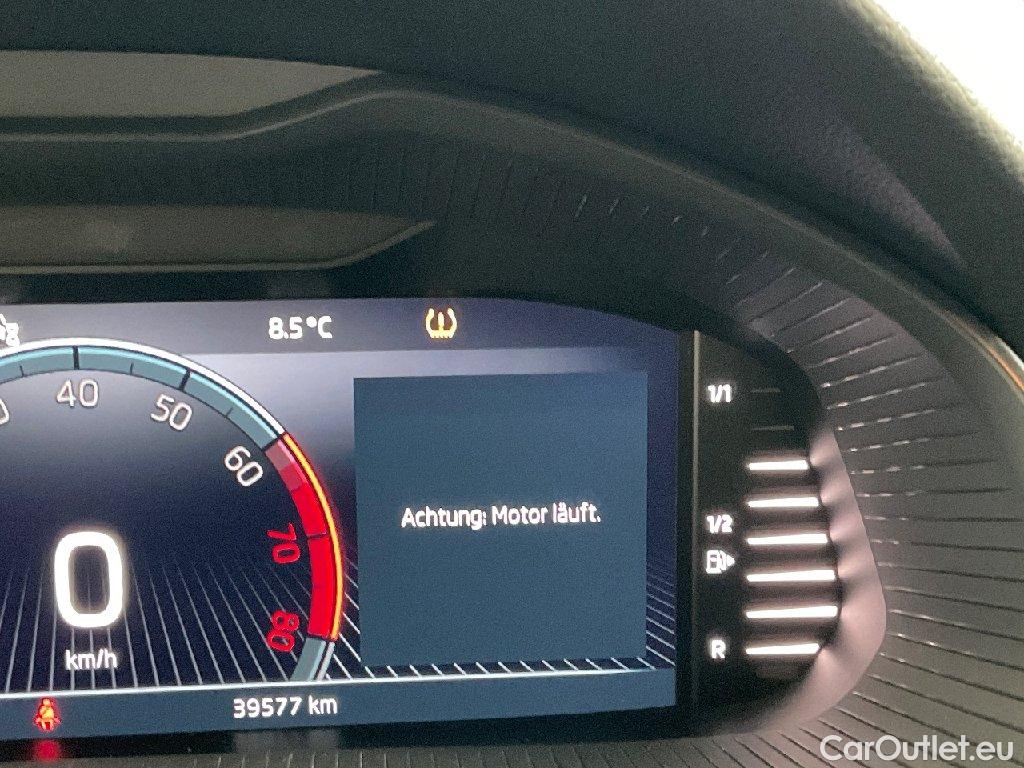 8.5°C
40
50
60
70
80
0
km/h
39577 km
Achtung: Motor läuft.
1/1
1/2
R
CarOutlet.eu